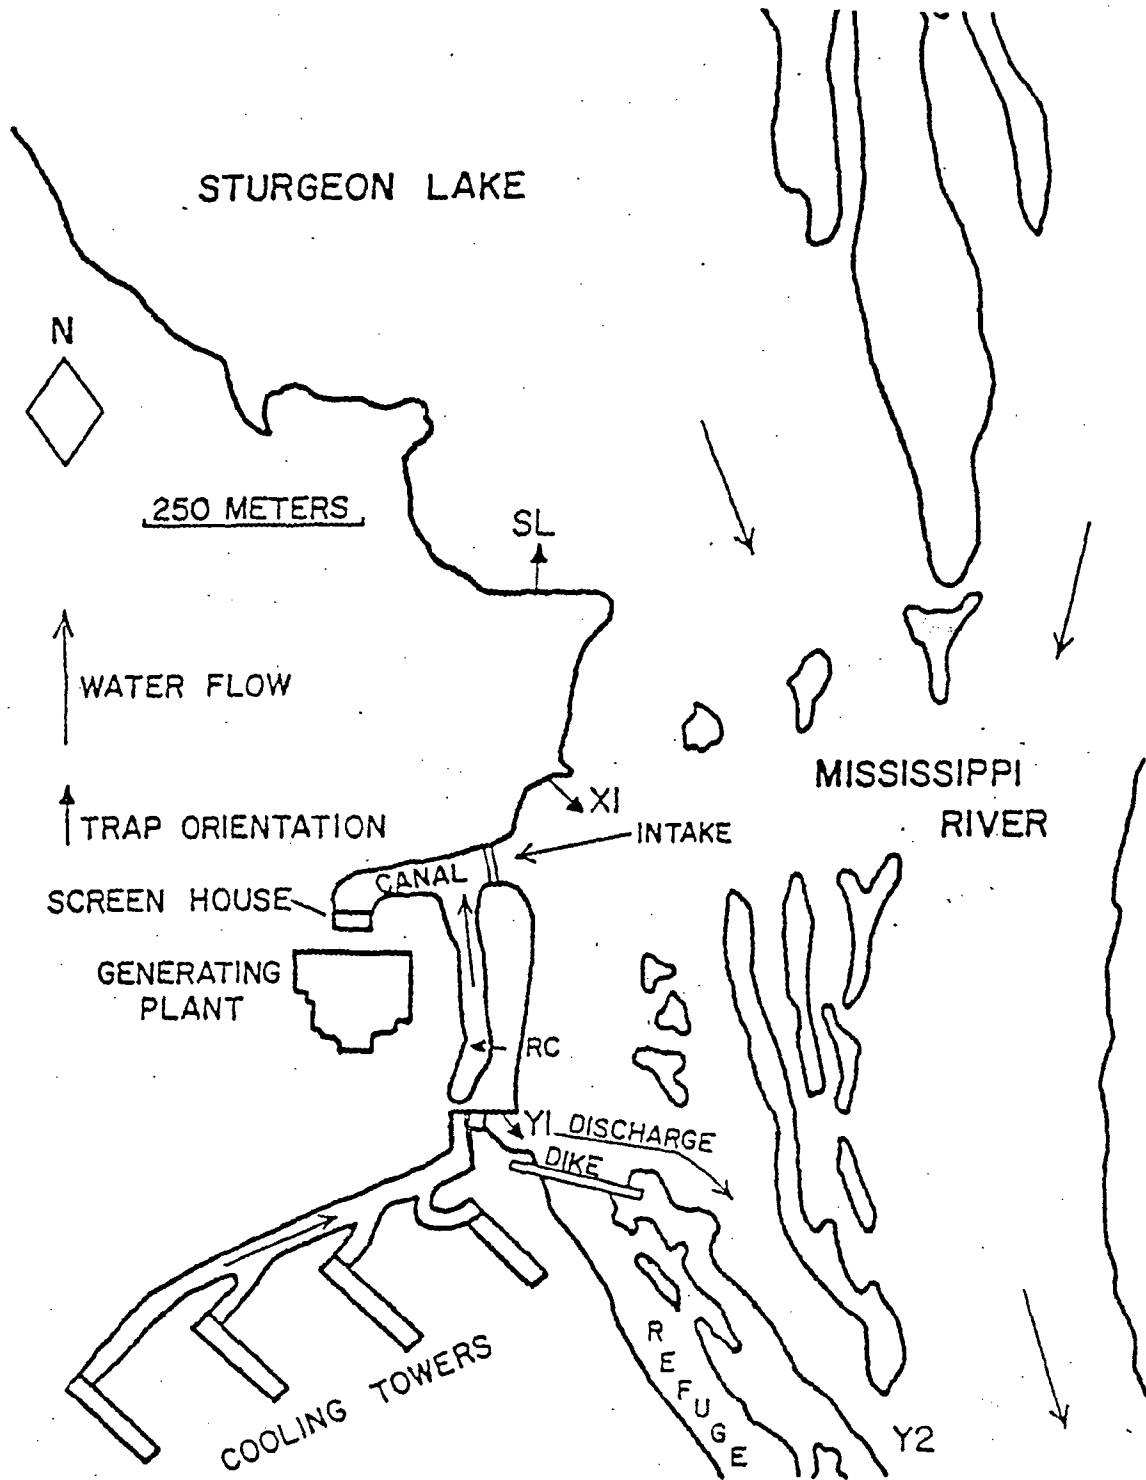 STURGEON LAKE
N
250 METERS
SL
WATER FLOW
MISSISSIPPI
RIVER
XI
TRAP ORIENTATION
INTAKE
CANAL
SCREEN HOUSE
GENERATING
PLANT
RC
YI DISCHARGE
DIKE
REFUGE
COOLING TOWERS
Y2